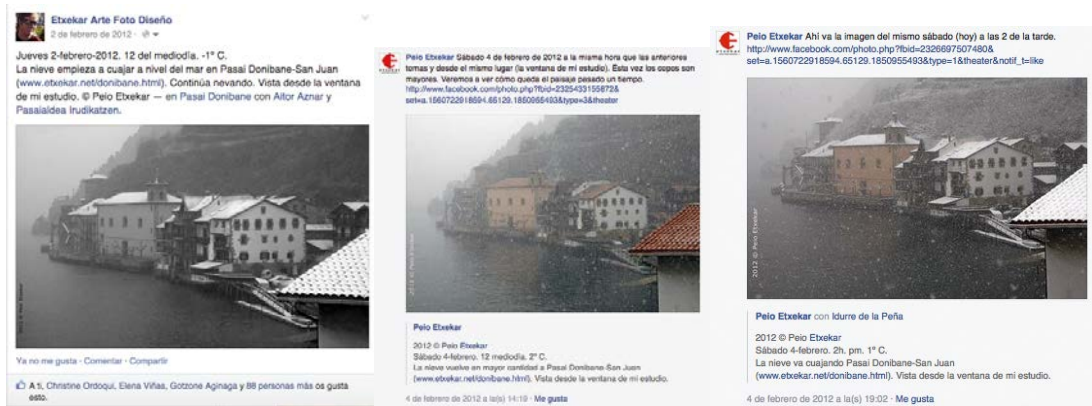 Etxekar Arte Foto Diseño
2 de febrero de 2012 ·
Jueves 2-febrero-2012. 12 del mediodía. -1º C.
La nieve empieza a cuajar a nivel del mar en Pasai Donibane-San Juan
(www.etxekar.net/donibane.html). Continúa nevando. Vista desde la ventana
de mi estudio. © Peio Etxekar — en Pasai Donibane con Aitor Aznar y
Pasaialdea Irudikatzen.
2012 © Peio Etxekar
Ya no me gusta · Comentar · Compartir
A ti, Christine Ordoqui, Elena Viñas, Gotzone Aginaga y 88 personas más os gusta
esto.
ETXEKAR
Peio Etxekar Sábado 4 de febrero de 2012 a la misma hora que las anteriores
tomas y desde el mismo lugar (la ventana de mi estudio). Esta vez los copos son
mayores. Veremos a ver cómo queda el paisaje pasado un tiempo.
http://www.facebook.com/photo.php?fbid=2325433155872&
set=a.1560722918594.65129.1850955493&type=3&theater
2012 © Peio Etxekar
Peio Etxekar
2012 © Peio Etxekar
Sábado 4-febrero. 12 mediodía. 2º C.
La nieve vuelve en mayor cantidad a Pasai Donibane-San Juan
(www.etxekar.net/donibane.html). Vista desde la ventana de mi estudio.
4 de febrero de 2012 a la(s) 14:19 · Me gusta
ETXEKAR
Peio Etxekar Ahí va la imagen del mismo sábado (hoy) a las 2 de la tarde.
http://www.facebook.com/photo.php?fbid=2326697507480&
set=a.1560722918594.65129.1850955493&type=1&theater&notif_t=like
2012 © Peio Etxekar
Peio Etxekar con Idurre de la Peña
2012 © Peio Etxekar
Sábado 4-febrero. 2h. pm. 1º C.
La nieve va cuajando Pasai Donibane-San Juan
(www.etxekar.net/donibane.html). Vista desde la ventana de mi estudio.
4 de febrero de 2012 a la(s) 19:02 · Me gusta